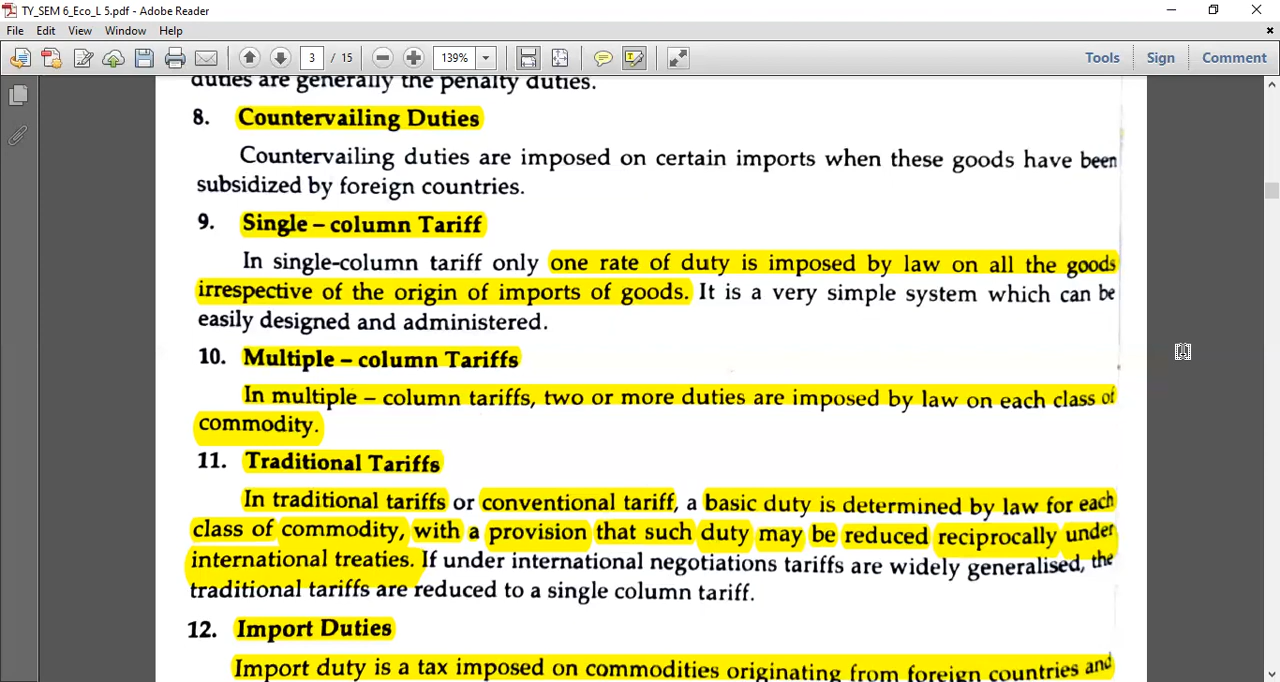 TY_SEM 6_Eco_L 5.pdf - Adobe Reader
File Edit View Window Help
3 / 15 139% Tools Sign Comment
duties are generally the penalty duties.
8. Countervailing Duties
Countervailing duties are imposed on certain imports when these goods have been
subsidized by foreign countries.
9. Single – column Tariff
In single-column tariff only one rate of duty is imposed by law on all the goods
irrespective of the origin of imports of goods. It is a very simple system which can be
easily designed and administered.
10. Multiple – column Tariffs
In multiple – column tariffs, two or more duties are imposed by law on each class of
commodity.
11. Traditional Tariffs
In traditional tariffs or conventional tariff, a basic duty is determined by law for each
class of commodity, with a provision that such duty may be reduced reciprocally under
international treaties. If under international negotiations tariffs are widely generalised, the
traditional tariffs are reduced to a single column tariff.
12. Import Duties
Import duty is a tax imposed on commodities originating from foreign countries and